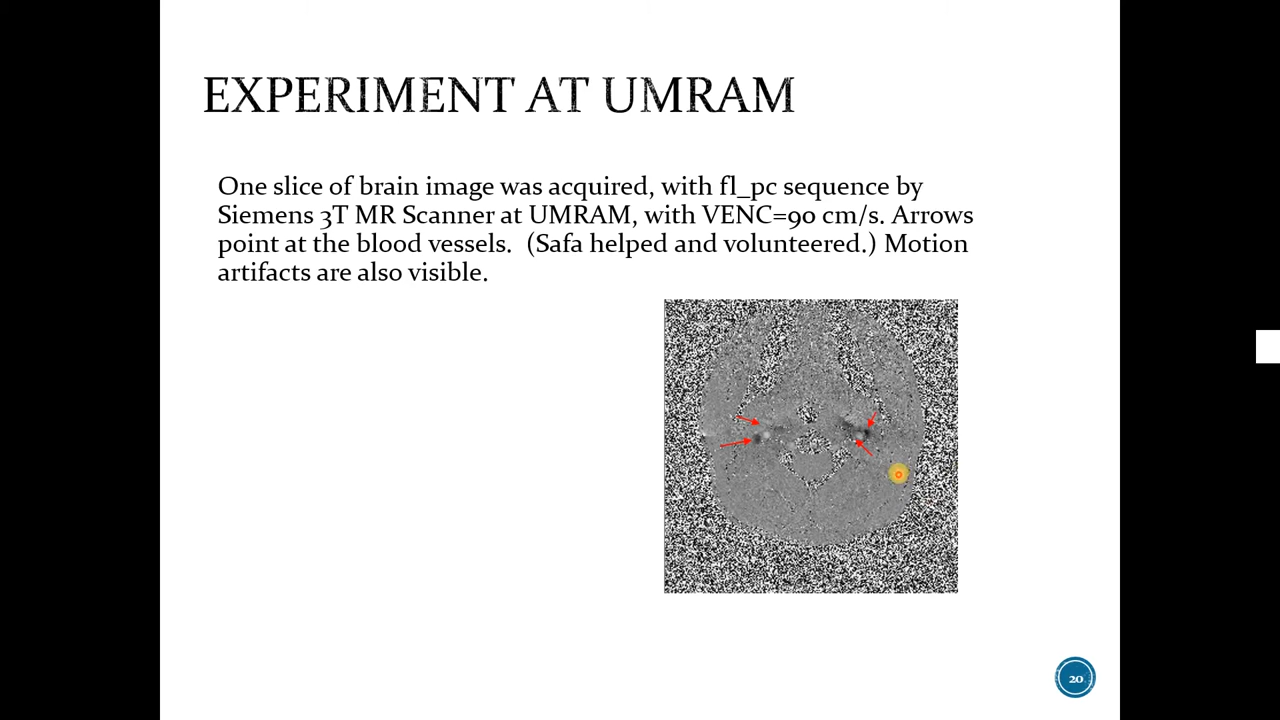 EXPERIMENT AT UMRAM
One slice of brain image was acquired, with fl_pc sequence by
Siemens 3T MR Scanner at UMRAM, with VENC=90 cm/s. Arrows
point at the blood vessels.  (Safa helped and volunteered.) Motion
artifacts are also visible.
20